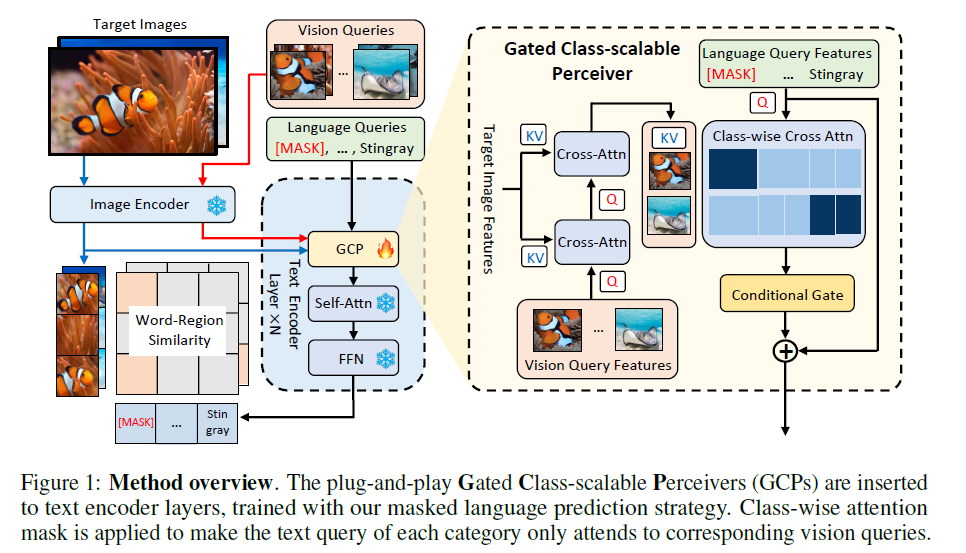 Target Images
Vision Queries
...
Language Queries
[MASK], ... , Stingray
Image Encoder
GCP
Self-Attn
FFN
Text Encoder
Layer ×N
Word-Region
Similarity
[MASK]
...
Stin
gray
Gated Class-scalable
Perceiver
Target Image Features
KV
Cross-Attn
Q
KV
Cross-Attn
Q
...
Vision Query Features
KV
Language Query Features
[MASK] ... Stingray
Q
Class-wise Cross Attn
Conditional Gate
+
Figure 1: Method overview. The plug-and-play Gated Class-scalable Perceivers (GCPs) are inserted
to text encoder layers, trained with our masked language prediction strategy. Class-wise attention
mask is applied to make the text query of each category only attends to corresponding vision queries.